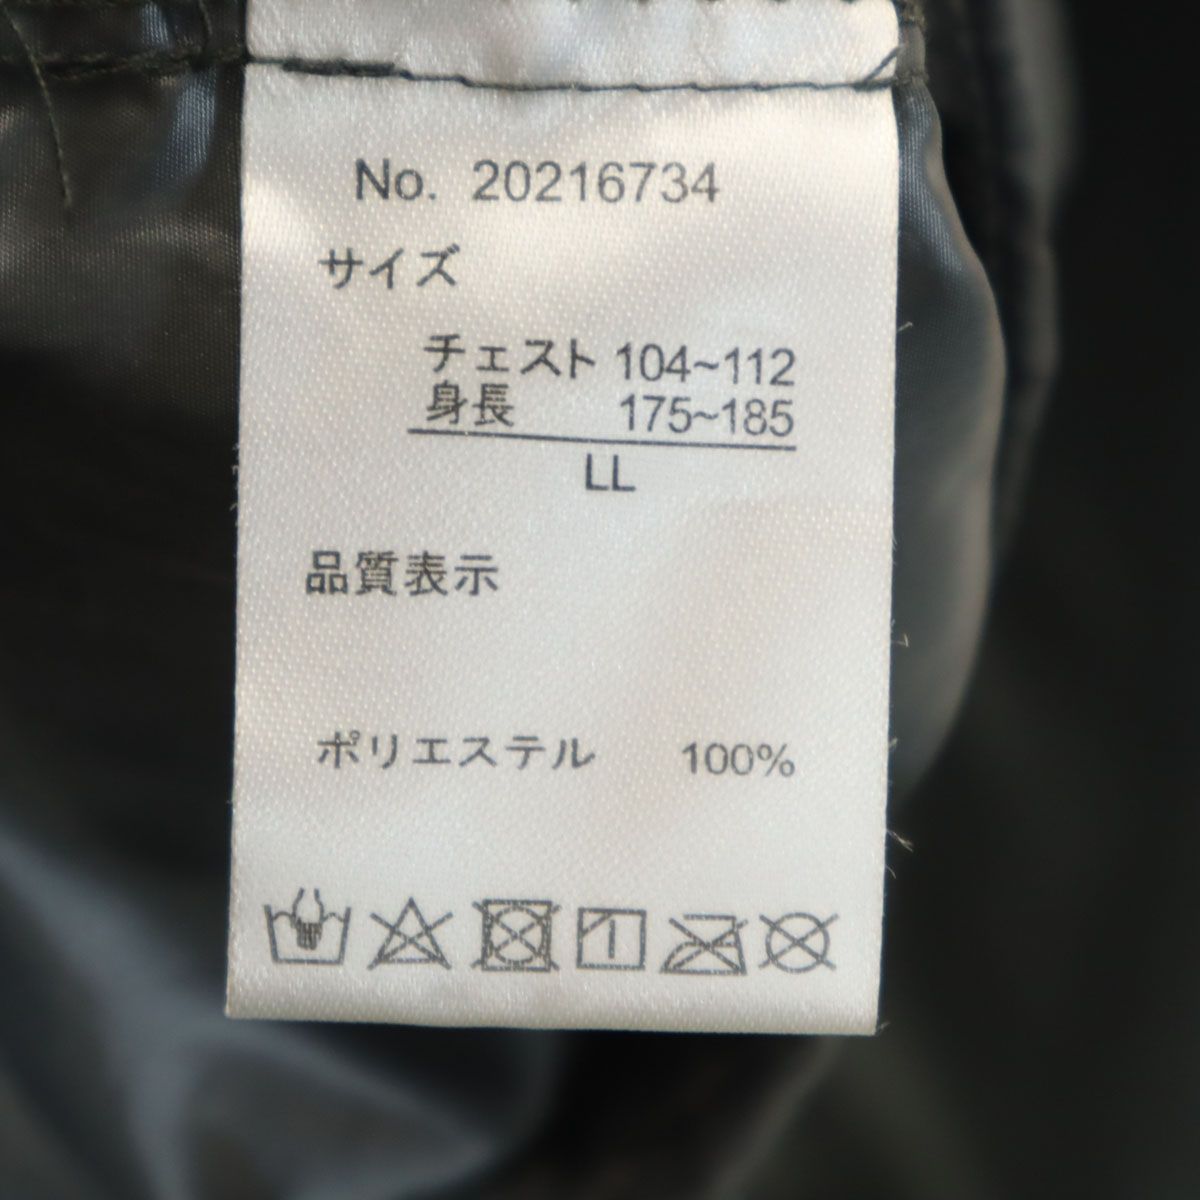 No. 20216734
サイズ
チェスト 104~112
身長 175~185
LL
品質表示
ポリエステル 100%